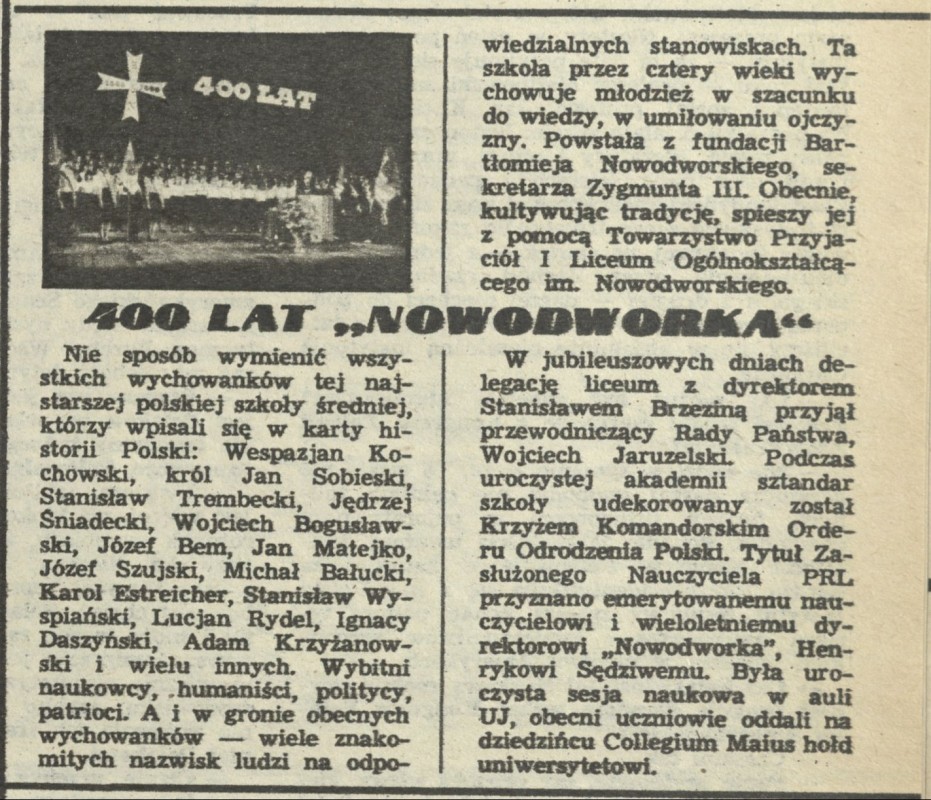 400 LAT
400 LAT „NOWODWORKA“
Nie sposób wymienić wszy-
stkich wychowanków tej naj-
starszej polskiej szkoły średniej,
którzy wpisali się w karty hi-
storii Polski: Wespazjan Ko-
chowski, król Jan Sobieski,
Stanisław Trembecki, Jędrzej
Śniadecki, Wojciech Bogusław-
ski, Józef Bem, Jan Matejko,
Józef Szujski, Michał Bałucki,
Karol Estreicher, Stanisław Wy-
spiański, Lucjan Rydel, Ignacy
Daszyński, Adam Krzyżanow-
ski i wielu innych. Wybitni
naukowcy, humaniści, politycy,
patrioci. A i w gronie obecnych
wychowanków — wiele znako-
mitych nazwisk ludzi na odpo-
wiedzialnych stanowiskach. Ta
szkoła przez cztery wieki wy-
chowuje młodzież w szacunku
do wiedzy, w umiłowaniu ojczy-
zny. Powstała z fundacji Bar-
tłomieja Nowodworskiego, se-
kretarza Zygmunta III. Obecnie,
kultywując tradycję, spieszy jej
z pomocą Towarzystwo Przyja-
ciół I Liceum Ogólnokształcą-
cego im. Nowodworskiego.
W jubileuszowych dniach de-
legację liceum z dyrektorem
Stanisławem Brzeziną przyjął
przewodniczący Rady Państwa,
Wojciech Jaruzelski. Podczas
uroczystej akademii sztandar
szkoły udekorowany został
Krzyżem Komandorskim Orde-
ru Odrodzenia Polski. Tytuł Za-
służonego Nauczyciela PRL
przyznano emerytowanemu nau-
czycielowi i wieloletniemu dy-
rektorowi „Nowodworka”, Hen-
rykowi Sędziwemu. Była uro-
czysta sesja naukowa w auli
UJ, obecni uczniowie oddali na
dziedzińcu Collegium Maius hołd
uniwersytetowi.